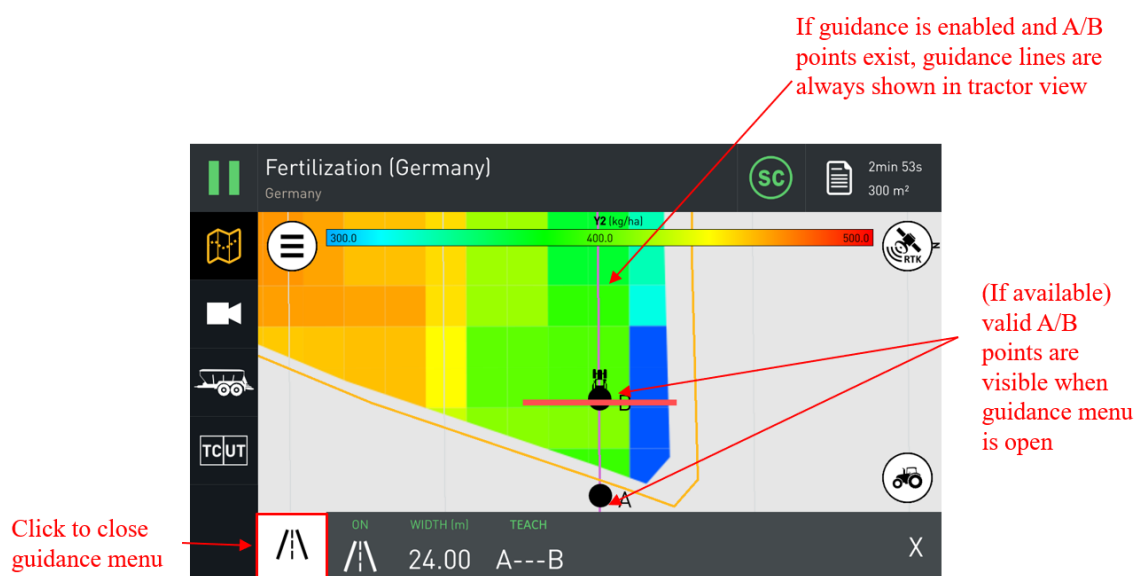 If guidance is enabled and A/B
points exist, guidance lines are
always shown in tractor view
Fertilization (Germany)
Germany
SC
2min 53s
300 m²
Y2 (kg/ha)
300.0
400.0
500.0
RTK
N
(If available)
valid A/B
points are
visible when
guidance menu
is open
B
TC UT
A
Click to close
guidance menu
ON
WIDTH (m)
TEACH
24.00
A---B
X